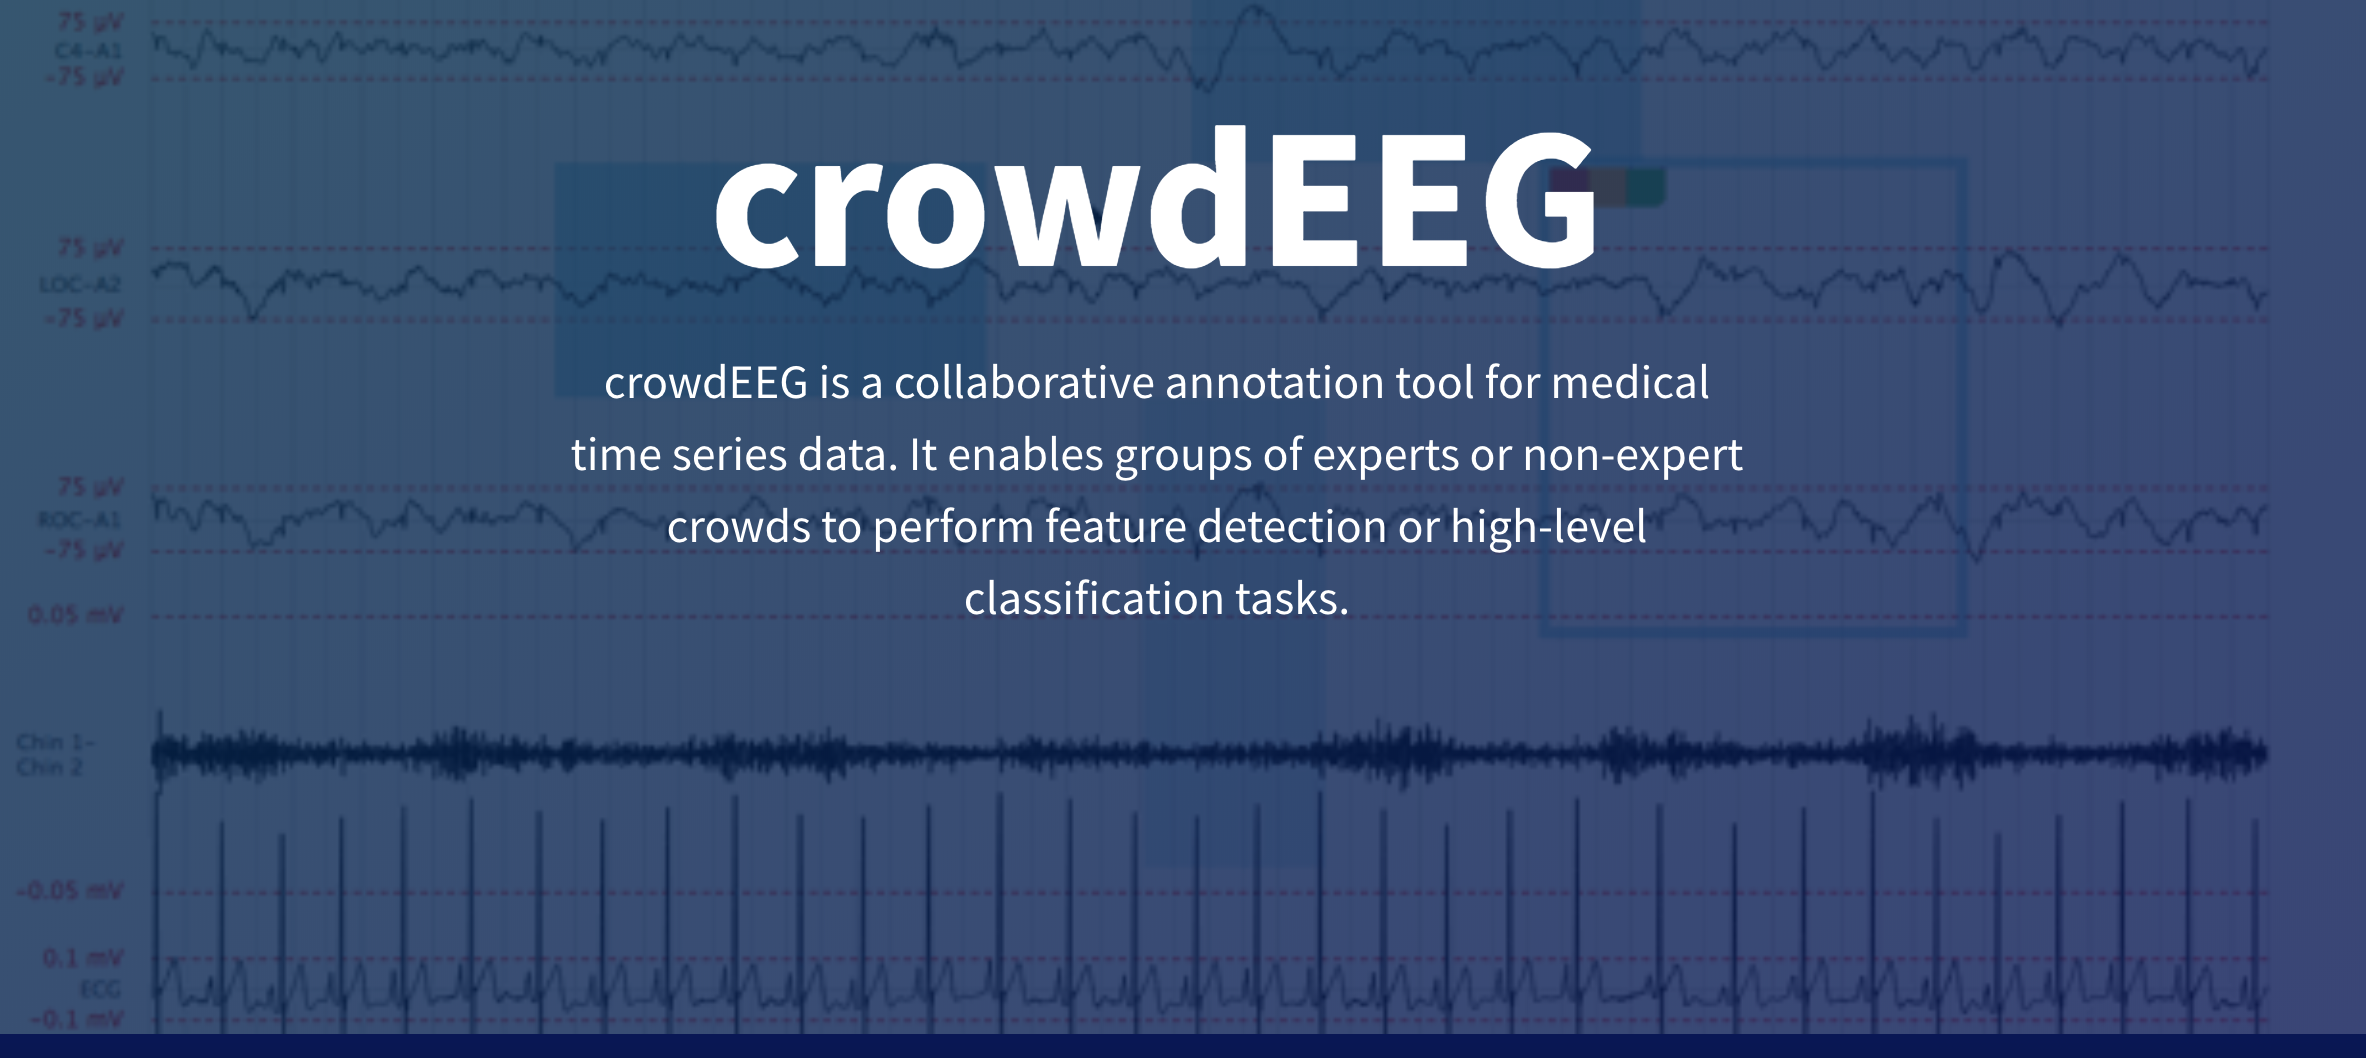 75 µV
C4-A1
-75 µV
crowdEEG
75 µV
LOC-A2
-75 µV
crowdEEG is a collaborative annotation tool for medical
time series data. It enables groups of experts or non-expert
crowds to perform feature detection or high-level
classification tasks.
75 µV
ROC-A1
-75 µV
0.05 mV
Chin 1-
Chin 2
-0.05 mV
0.1 mV
ECG
-0.1 mV